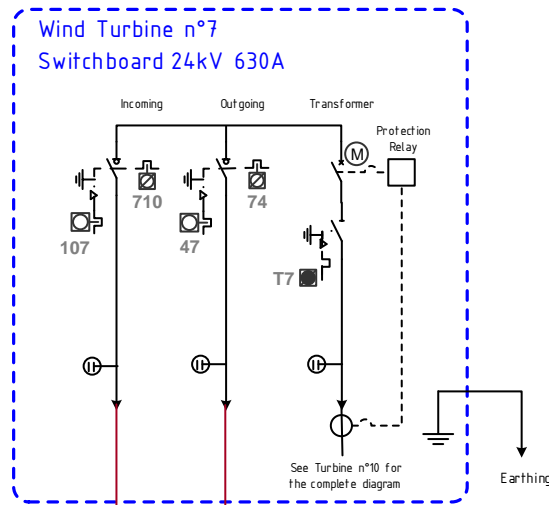 Wind Turbine n°7
Switchboard 24kV 630A
Incoming
Outgoing
Transformer
Protection
Relay
M
710
74
107
47
T7
See Turbine n°10 for
the complete diagram
Earthing